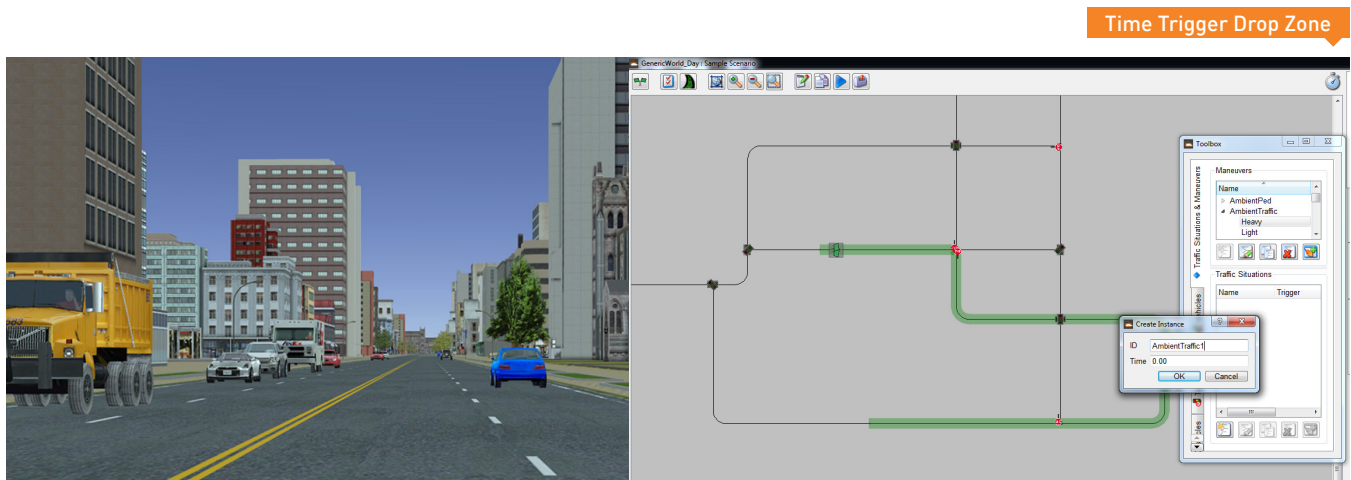 Time Trigger Drop Zone
GenericWorld_Day : Sample Scenario
Toolbox
Traffic Situations & Maneuvers
Maneuvers
Name
AmbientPed
AmbientTraffic
Heavy
Light
Traffic Situations
Name Trigger
Create Instance
ID AmbientTraffic1
Time 0.00
OK Cancel